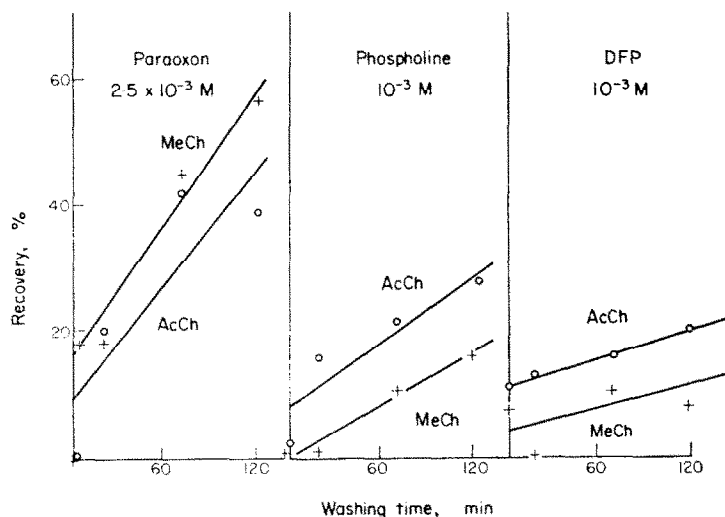 Paraoxon
2·5 x 10⁻³ M
Phospholine
10⁻³ M
DFP
10⁻³ M
60
40
20
Recovery, %
MeCh
AcCh
AcCh
MeCh
AcCh
MeCh
60
120
60
120
60
120
Washing time, min